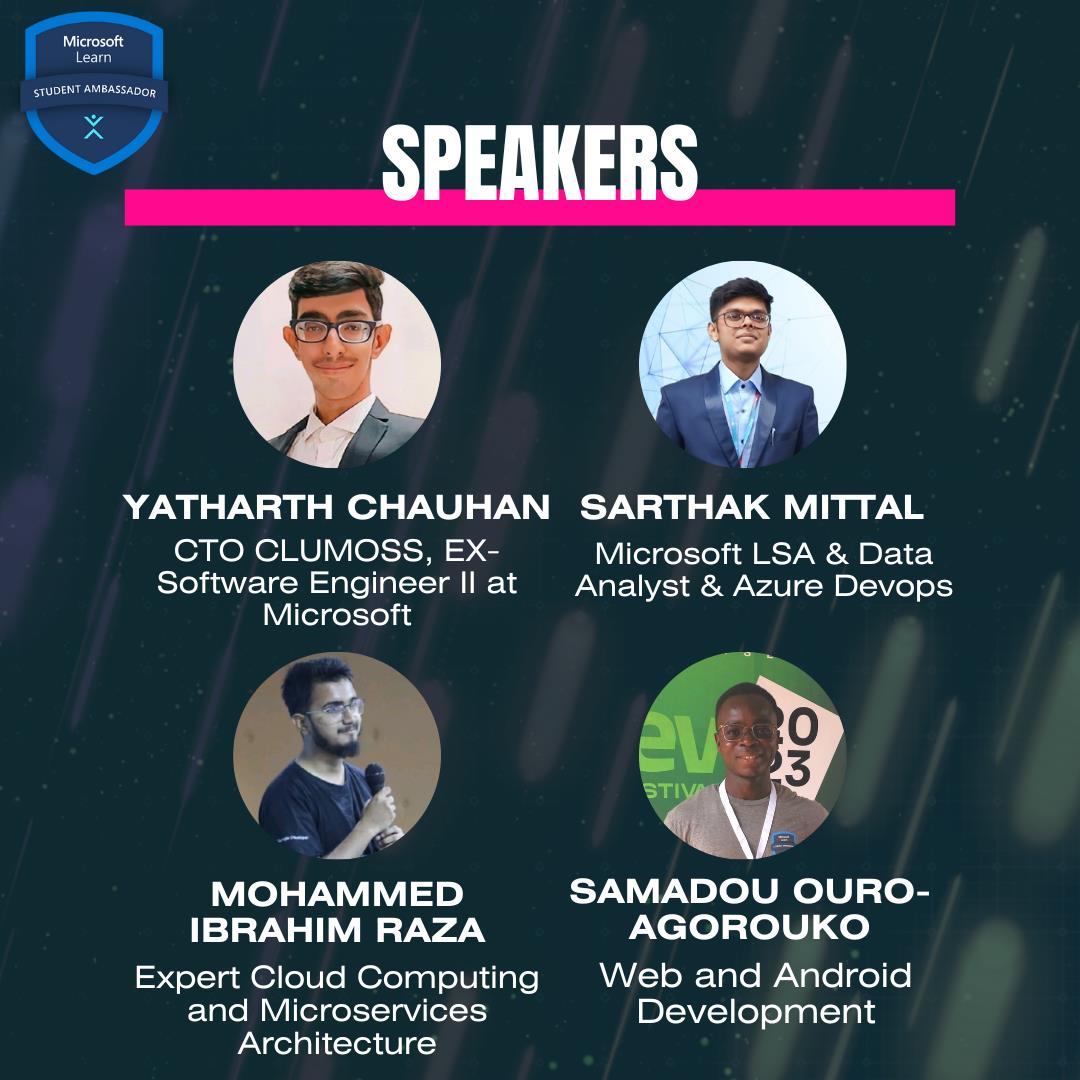 Microsoft
Learn
STUDENT AMBASSADOR
SPEAKERS
YATHARTH CHAUHAN
CTO CLUMOSS, EX-
Software Engineer II at
Microsoft
SARTHAK MITTAL
Microsoft LSA & Data
Analyst & Azure Devops
20
23
MOHAMMED
IBRAHIM RAZA
Expert Cloud Computing
and Microservices
Architecture
SAMADOU OURO-
AGOROUKO
Web and Android
Development